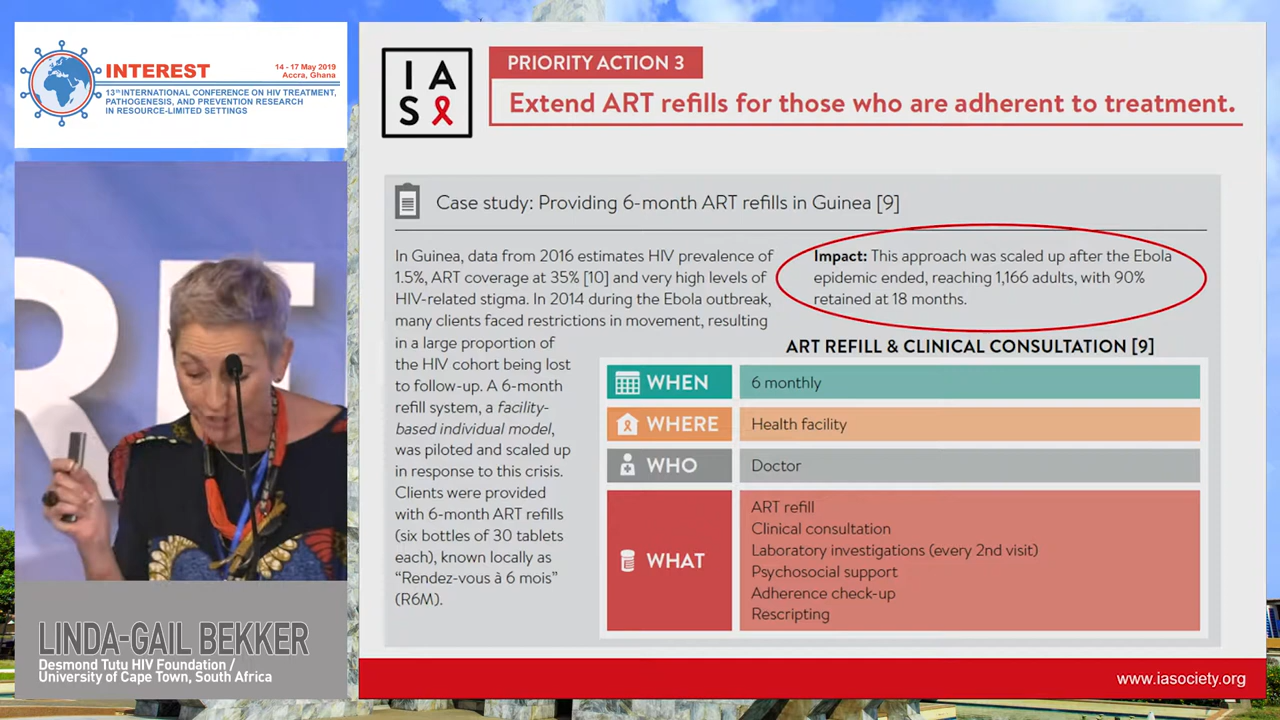 INTEREST
14 - 17 May 2019
Accra, Ghana
13th INTERNATIONAL CONFERENCE ON HIV TREATMENT,
PATHOGENESIS, AND PREVENTION RESEARCH
IN RESOURCE-LIMITED SETTINGS
LINDA-GAIL BEKKER
Desmond Tutu HIV Foundation /
University of Cape Town, South Africa
I A
S
PRIORITY ACTION 3
Extend ART refills for those who are adherent to treatment.
Case study: Providing 6-month ART refills in Guinea [9]
In Guinea, data from 2016 estimates HIV prevalence of
1.5%, ART coverage at 35% [10] and very high levels of
HIV-related stigma. In 2014 during the Ebola outbreak,
many clients faced restrictions in movement, resulting
in a large proportion of
the HIV cohort being lost
to follow-up. A 6-month
refill system, a facility-
based individual model,
was piloted and scaled up
in response to this crisis.
Clients were provided
with 6-month ART refills
(six bottles of 30 tablets
each), known locally as
“Rendez-vous à 6 mois”
(R6M).
Impact: This approach was scaled up after the Ebola
epidemic ended, reaching 1,166 adults, with 90%
retained at 18 months.
ART REFILL & CLINICAL CONSULTATION [9]
WHEN 6 monthly
WHERE Health facility
WHO Doctor
WHAT
ART refill
Clinical consultation
Laboratory investigations (every 2nd visit)
Psychosocial support
Adherence check-up
Rescripting
www.iasociety.org